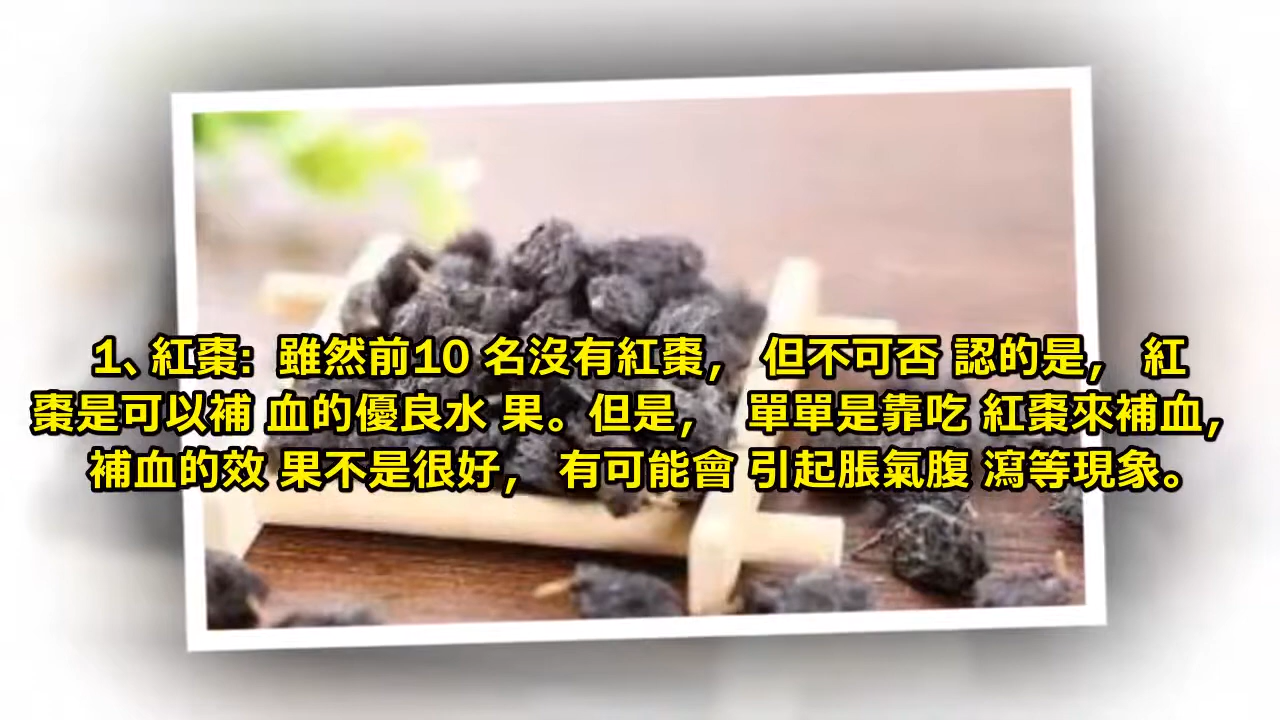 1、紅棗：雖然前10 名沒有紅棗， 但不可否 認的是， 紅
棗是可以補 血的優良水 果。但是， 單單是靠吃 紅棗來補血，
補血的效 果不是很好， 有可能會 引起脹氣腹 瀉等現象。